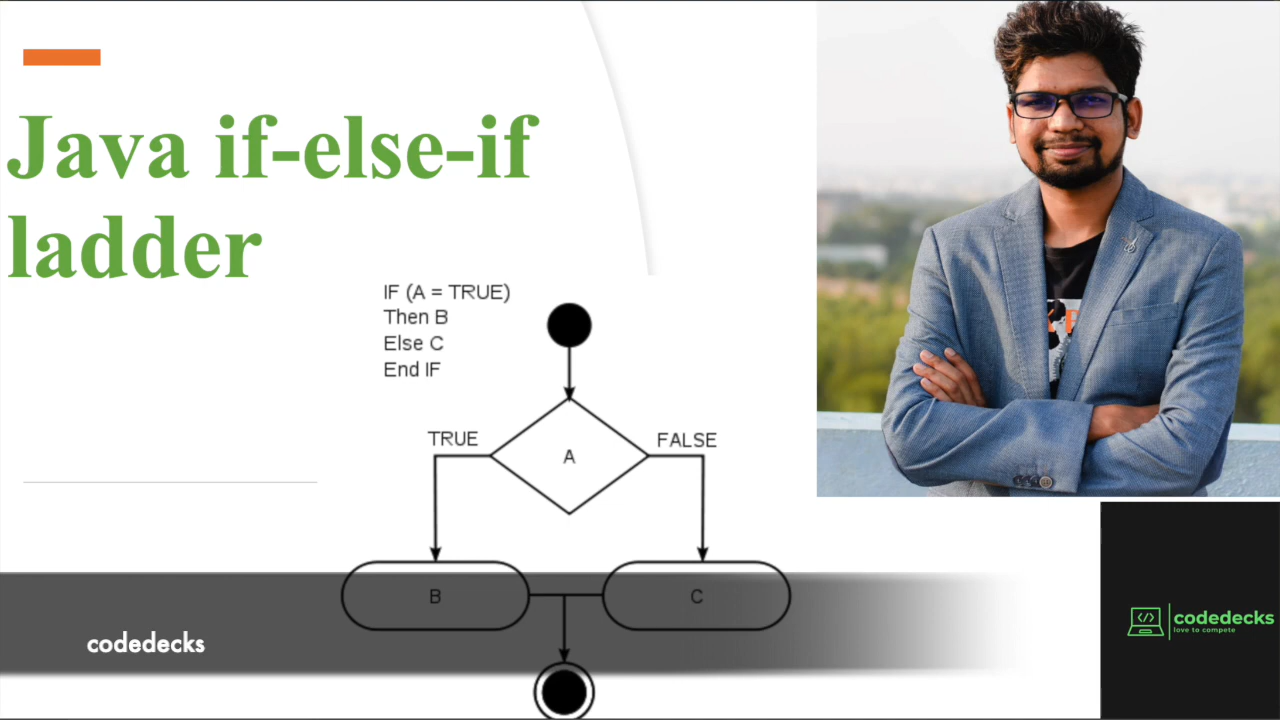 Java if-else-if
ladder
IF (A = TRUE)
Then B
Else C
End IF
TRUE
FALSE
A
B
C
codedecks
</>
codedecks
love to compete